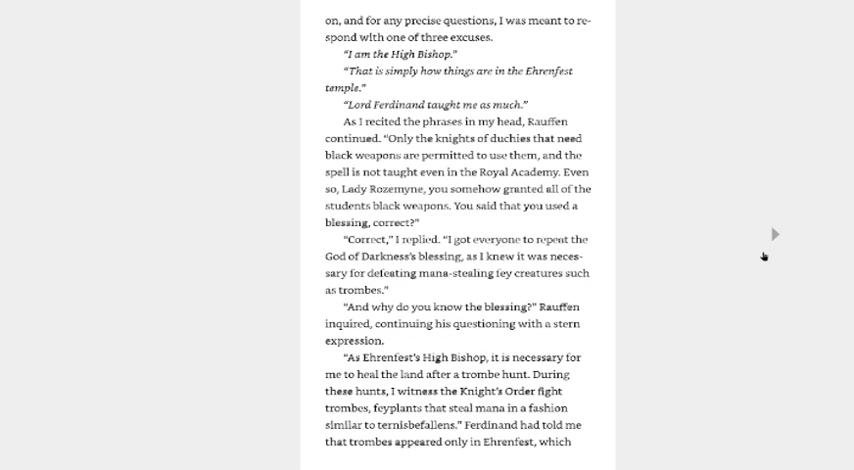 on, and for any precise questions, I was meant to re-
spond with one of three excuses.
“I am the High Bishop.”
“That is simply how things are in the Ehrenfest
temple.”
“Lord Ferdinand taught me as much.”
As I recited the phrases in my head, Rauffen
continued. “Only the knights of duchies that need
black weapons are permitted to use them, and the
spell is not taught even in the Royal Academy. Even
so, Lady Rozemyne, you somehow granted all of the
students black weapons. You said that you used a
blessing, correct?”
“Correct,” I replied. “I got everyone to repeat the
God of Darkness’s blessing, as I knew it was neces-
sary for defeating mana-stealing fey creatures such
as trombes.”
“And why do you know the blessing?” Rauffen
inquired, continuing his questioning with a stern
expression.
“As Ehrenfest’s High Bishop, it is necessary for
me to heal the land after a trombe hunt. During
these hunts, I witness the Knight’s Order fight
trombes, feyplants that steal mana in a fashion
similar to ternisbefallens.” Ferdinand had told me
that trombes appeared only in Ehrenfest, which